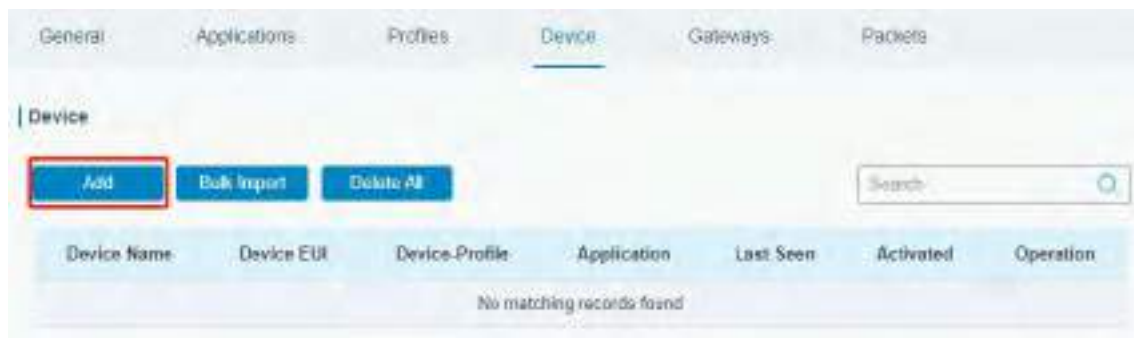 General Applications Profiles Device Gateways Packets
Device
Add Bulk Import Delete All Search
Device Name Device EUI Device-Profile Application Last Seen Activated Operation
No matching records found